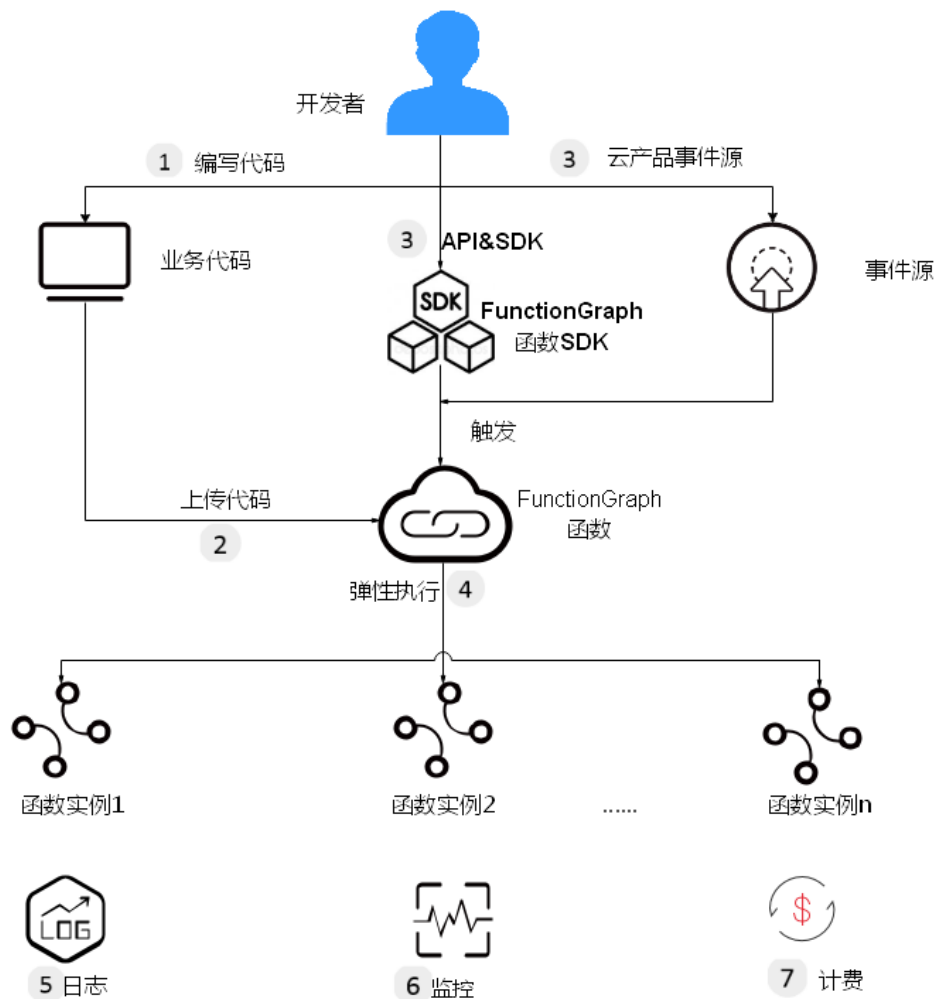 开发者
1 编写代码
3 云产品事件源
业务代码
3 API&SDK
事件源
SDK
FunctionGraph
函数SDK
触发
上传代码
2
FunctionGraph
函数
弹性执行 4
函数实例1
函数实例2
......
函数实例n
LOG
$
5 日志
6 监控
7 计费